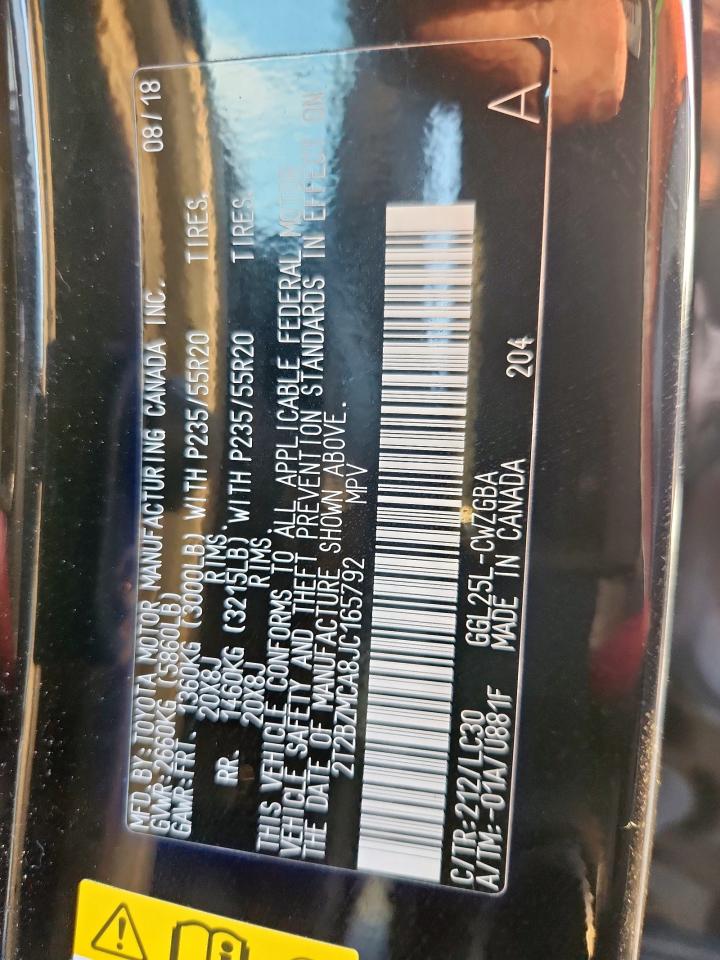 MFD.BY:TOYOTA MOTOR MANUFACTURING CANADA INC. 08/18
GVWR:2660KG (5860LB)
GAWR:FRT. 1360KG (3000LB) WITH P235/55R20 TIRES,
20X8J RIMS,
RR. 1460KG (3215LB) WITH P235/55R20 TIRES,
20X8J RIMS.
THIS VEHICLE CONFORMS TO ALL APPLICABLE FEDERAL MOTOR
VEHICLE SAFETY AND THEFT PREVENTION STANDARDS IN EFFECT ON
THE DATE OF MANUFACTURE SHOWN ABOVE.
2T2BZMCA8JC165792 MPV
C/TR:212/LC30 GGL25L-CWZGBA
A/TM:-01A/U881F MADE IN CANADA 204
A